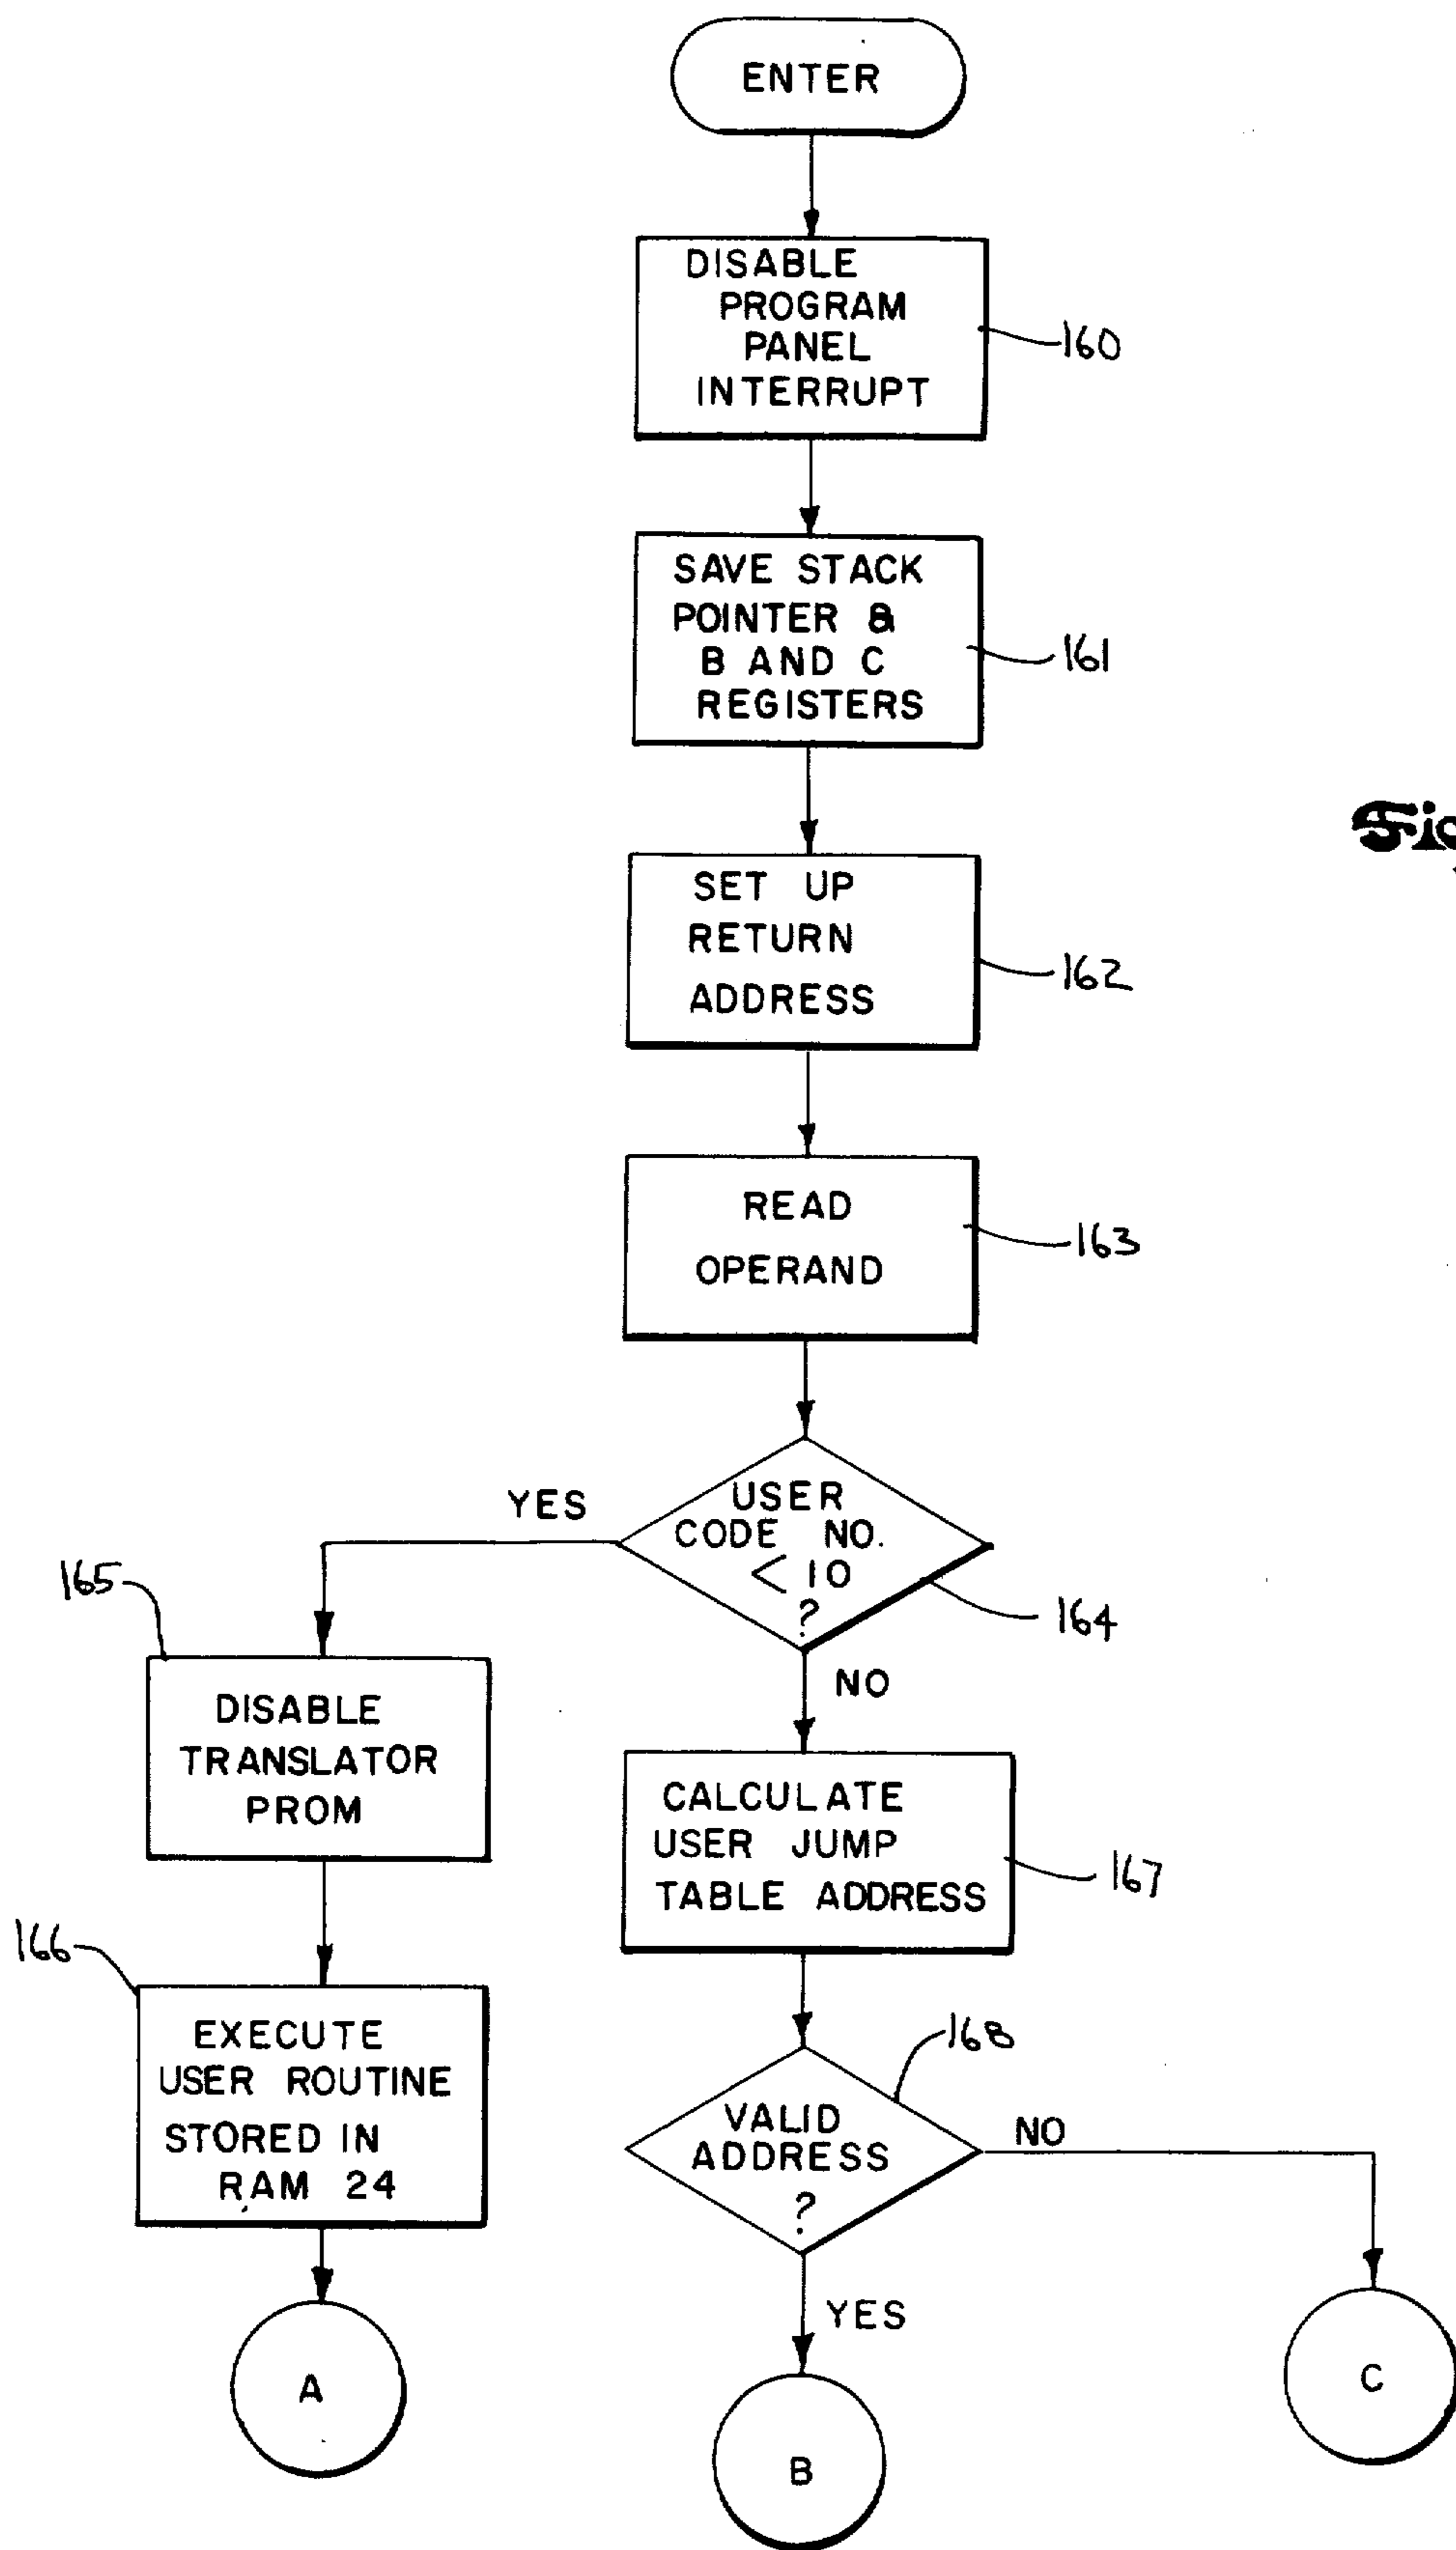 ENTER
DISABLE
PROGRAM
PANEL
INTERRUPT
160
SAVE STACK
POINTER &
B AND C
REGISTERS
161
SET UP
RETURN
ADDRESS
162
READ
OPERAND
163
USER
CODE NO.
< 10
?
164
YES
NO
165
DISABLE
TRANSLATOR
PROM
CALCULATE
USER JUMP
TABLE ADDRESS
167
166
EXECUTE
USER ROUTINE
STORED IN
RAM 24
168
VALID
ADDRESS
?
NO
YES
A
B
C